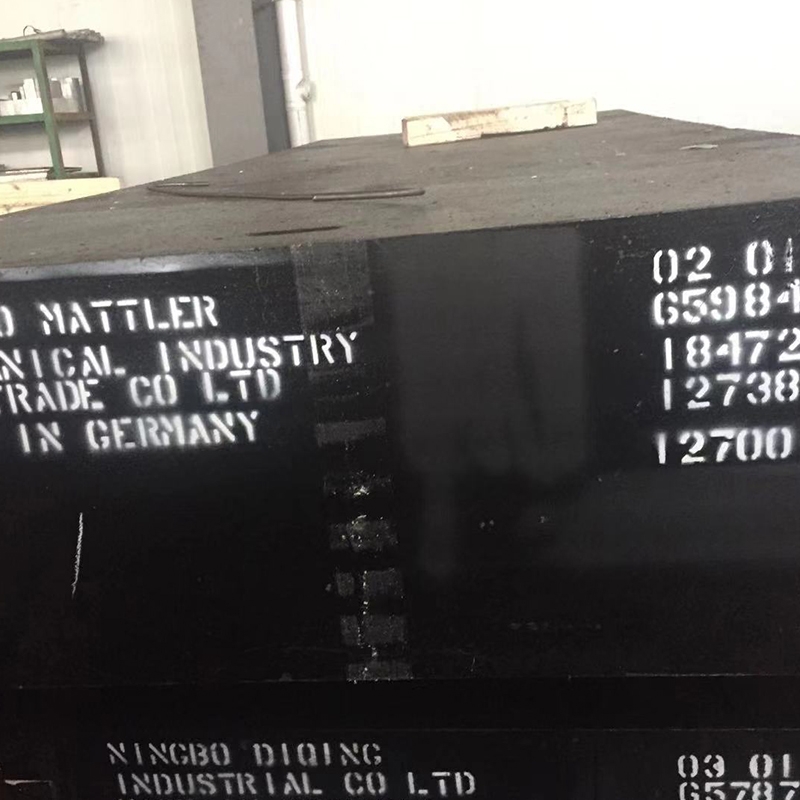 O MATTLER
ANICAL INDUSTRY
TRADE CO LTD
IN GERMANY
02 01
65984
18472
12738
12700
NINGBO DIQING
INDUSTRIAL CO LTD
03 01
65787